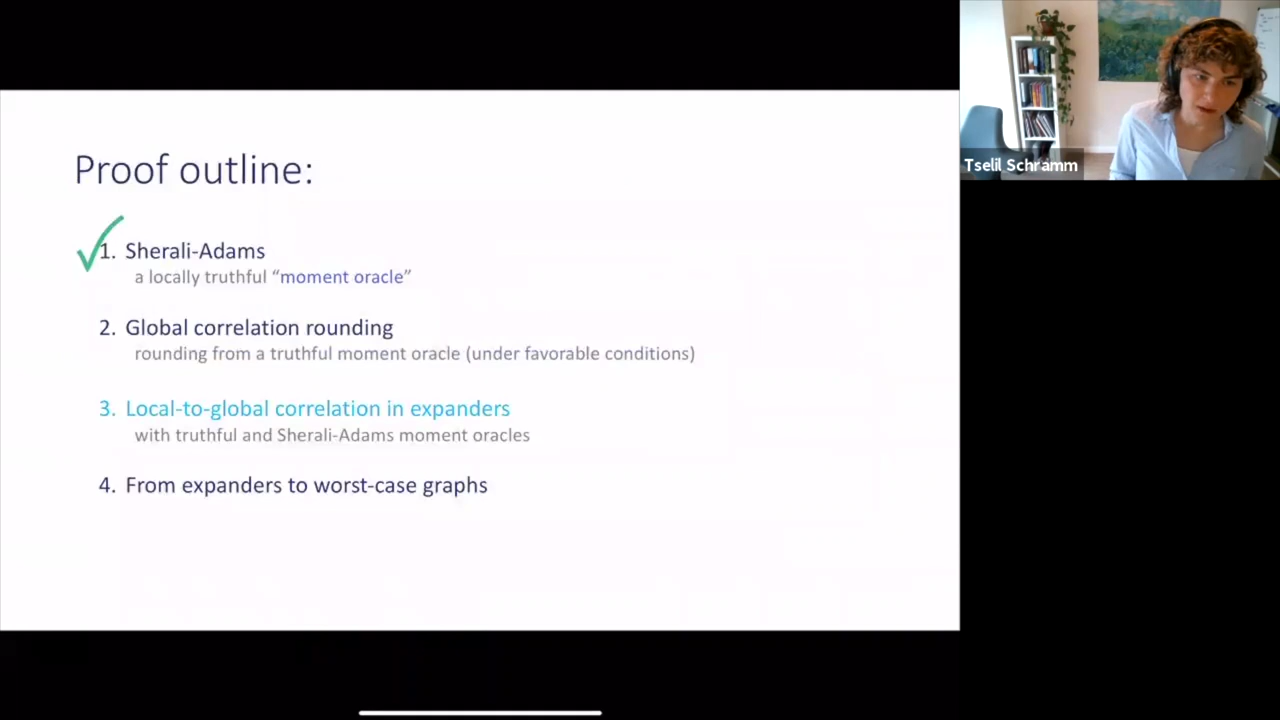 Proof outline:
1. Sherali-Adams
a locally truthful “moment oracle”
2. Global correlation rounding
rounding from a truthful moment oracle (under favorable conditions)
3. Local-to-global correlation in expanders
with truthful and Sherali-Adams moment oracles
4. From expanders to worst-case graphs
Tselil Schramm